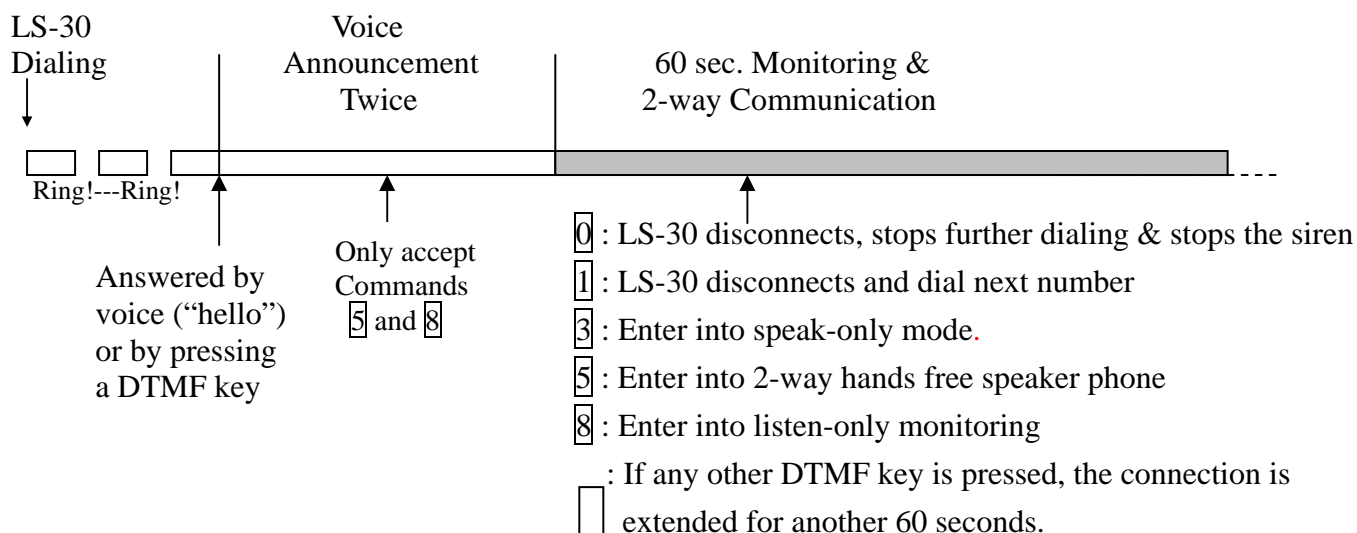 LS-30
Dialing
Voice
Announcement
Twice
60 sec. Monitoring &
2-way Communication
Ring!---Ring!
Answered by
voice (“hello”)
or by pressing
a DTMF key
Only accept
Commands
5 and 8
0 : LS-30 disconnects, stops further dialing & stops the siren
1 : LS-30 disconnects and dial next number
3 : Enter into speak-only mode.
5 : Enter into 2-way hands free speaker phone
8 : Enter into listen-only monitoring
: If any other DTMF key is pressed, the connection is
extended for another 60 seconds.